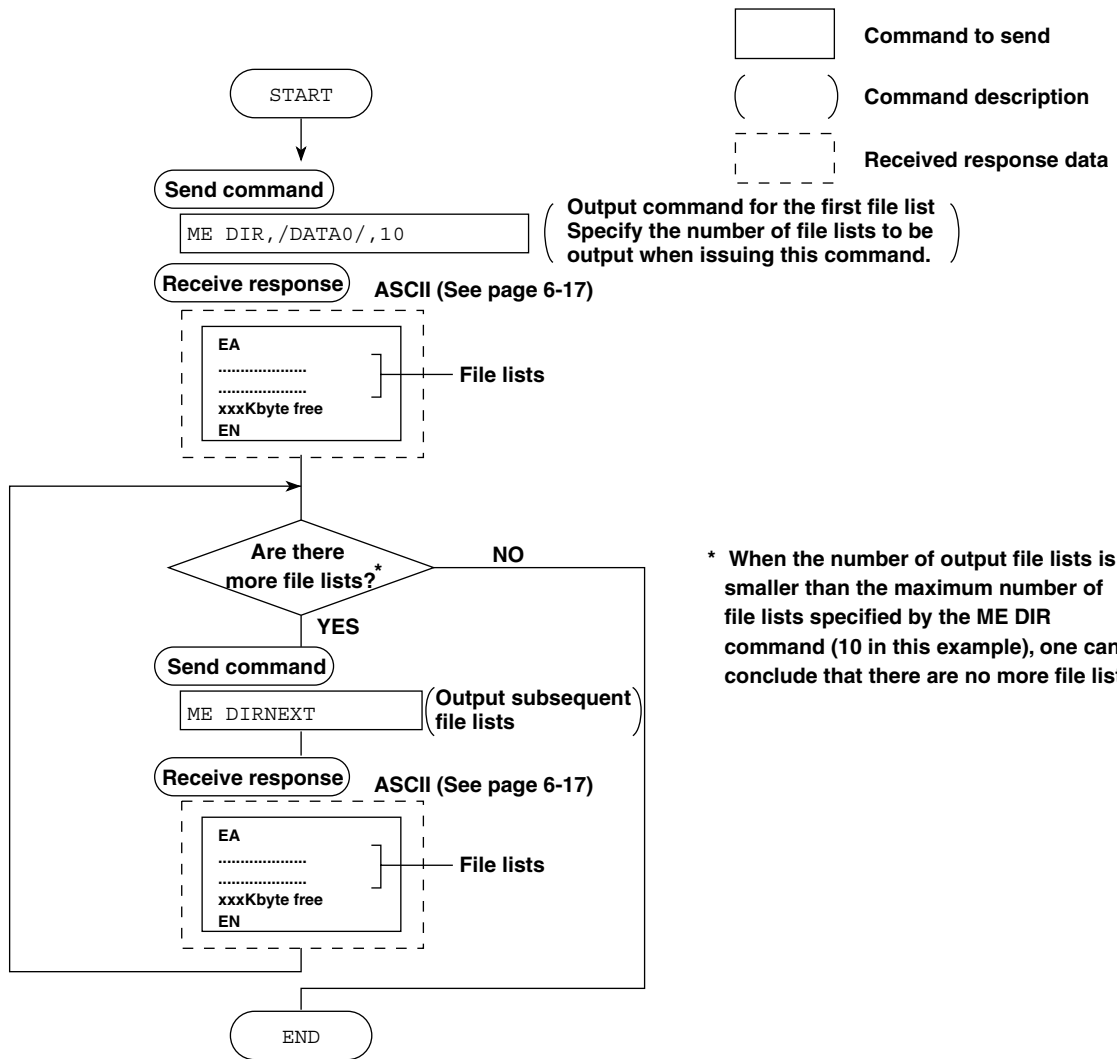 Command to send
START
Command description
Received response data
Send command
ME DIR,/DATA0/,10
Output command for the first file list
Specify the number of file lists to be
output when issuing this command.
Receive response
ASCII (See page 6-17)
EA
.....................
.....................
xxxKbyte free
EN
File lists
Are there
more file lists?*
NO
YES
* When the number of output file lists is
smaller than the maximum number of
file lists specified by the ME DIR
command (10 in this example), one can
conclude that there are no more file
Send command
ME DIRNEXT
Output subsequent
file lists
Receive response
ASCII (See page 6-17)
EA
.....................
.....................
xxxKbyte free
EN
File lists
END